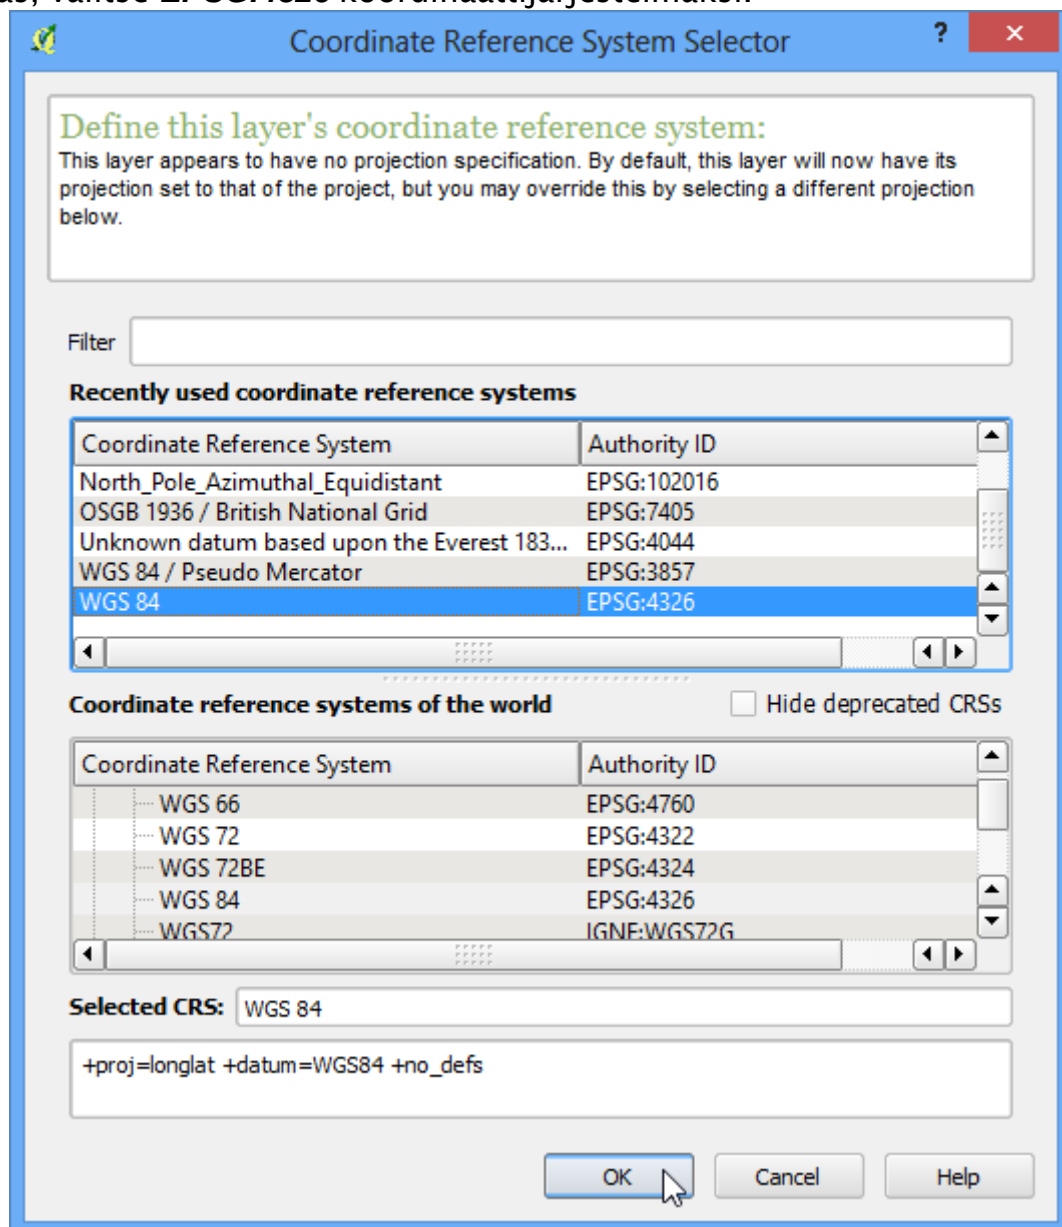 koordinaattijärjestelmäksi.
Coordinate Reference System Selector
?
Define this layer's coordinate reference system:
This layer appears to have no projection specification. By default, this layer will now have its
projection set to that of the project, but you may override this by selecting a different projection
below.
Filter
Recently used coordinate reference systems
Coordinate Reference System Authority ID
North_Pole_Azimuthal_Equidistant EPSG:102016
OSGB 1936 / British National Grid EPSG:7405
Unknown datum based upon the Everest 183... EPSG:4044
WGS 84 / Pseudo Mercator EPSG:3857
WGS 84 EPSG:4326
Coordinate reference systems of the world Hide deprecated CRSs
Coordinate Reference System Authority ID
WGS 66 EPSG:4760
WGS 72 EPSG:4322
WGS 72BE EPSG:4324
WGS 84 EPSG:4326
WGS72 IGNF:WGS72G
Selected CRS: WGS 84
+proj=longlat +datum=WGS84 +no_defs
OK Cancel Help